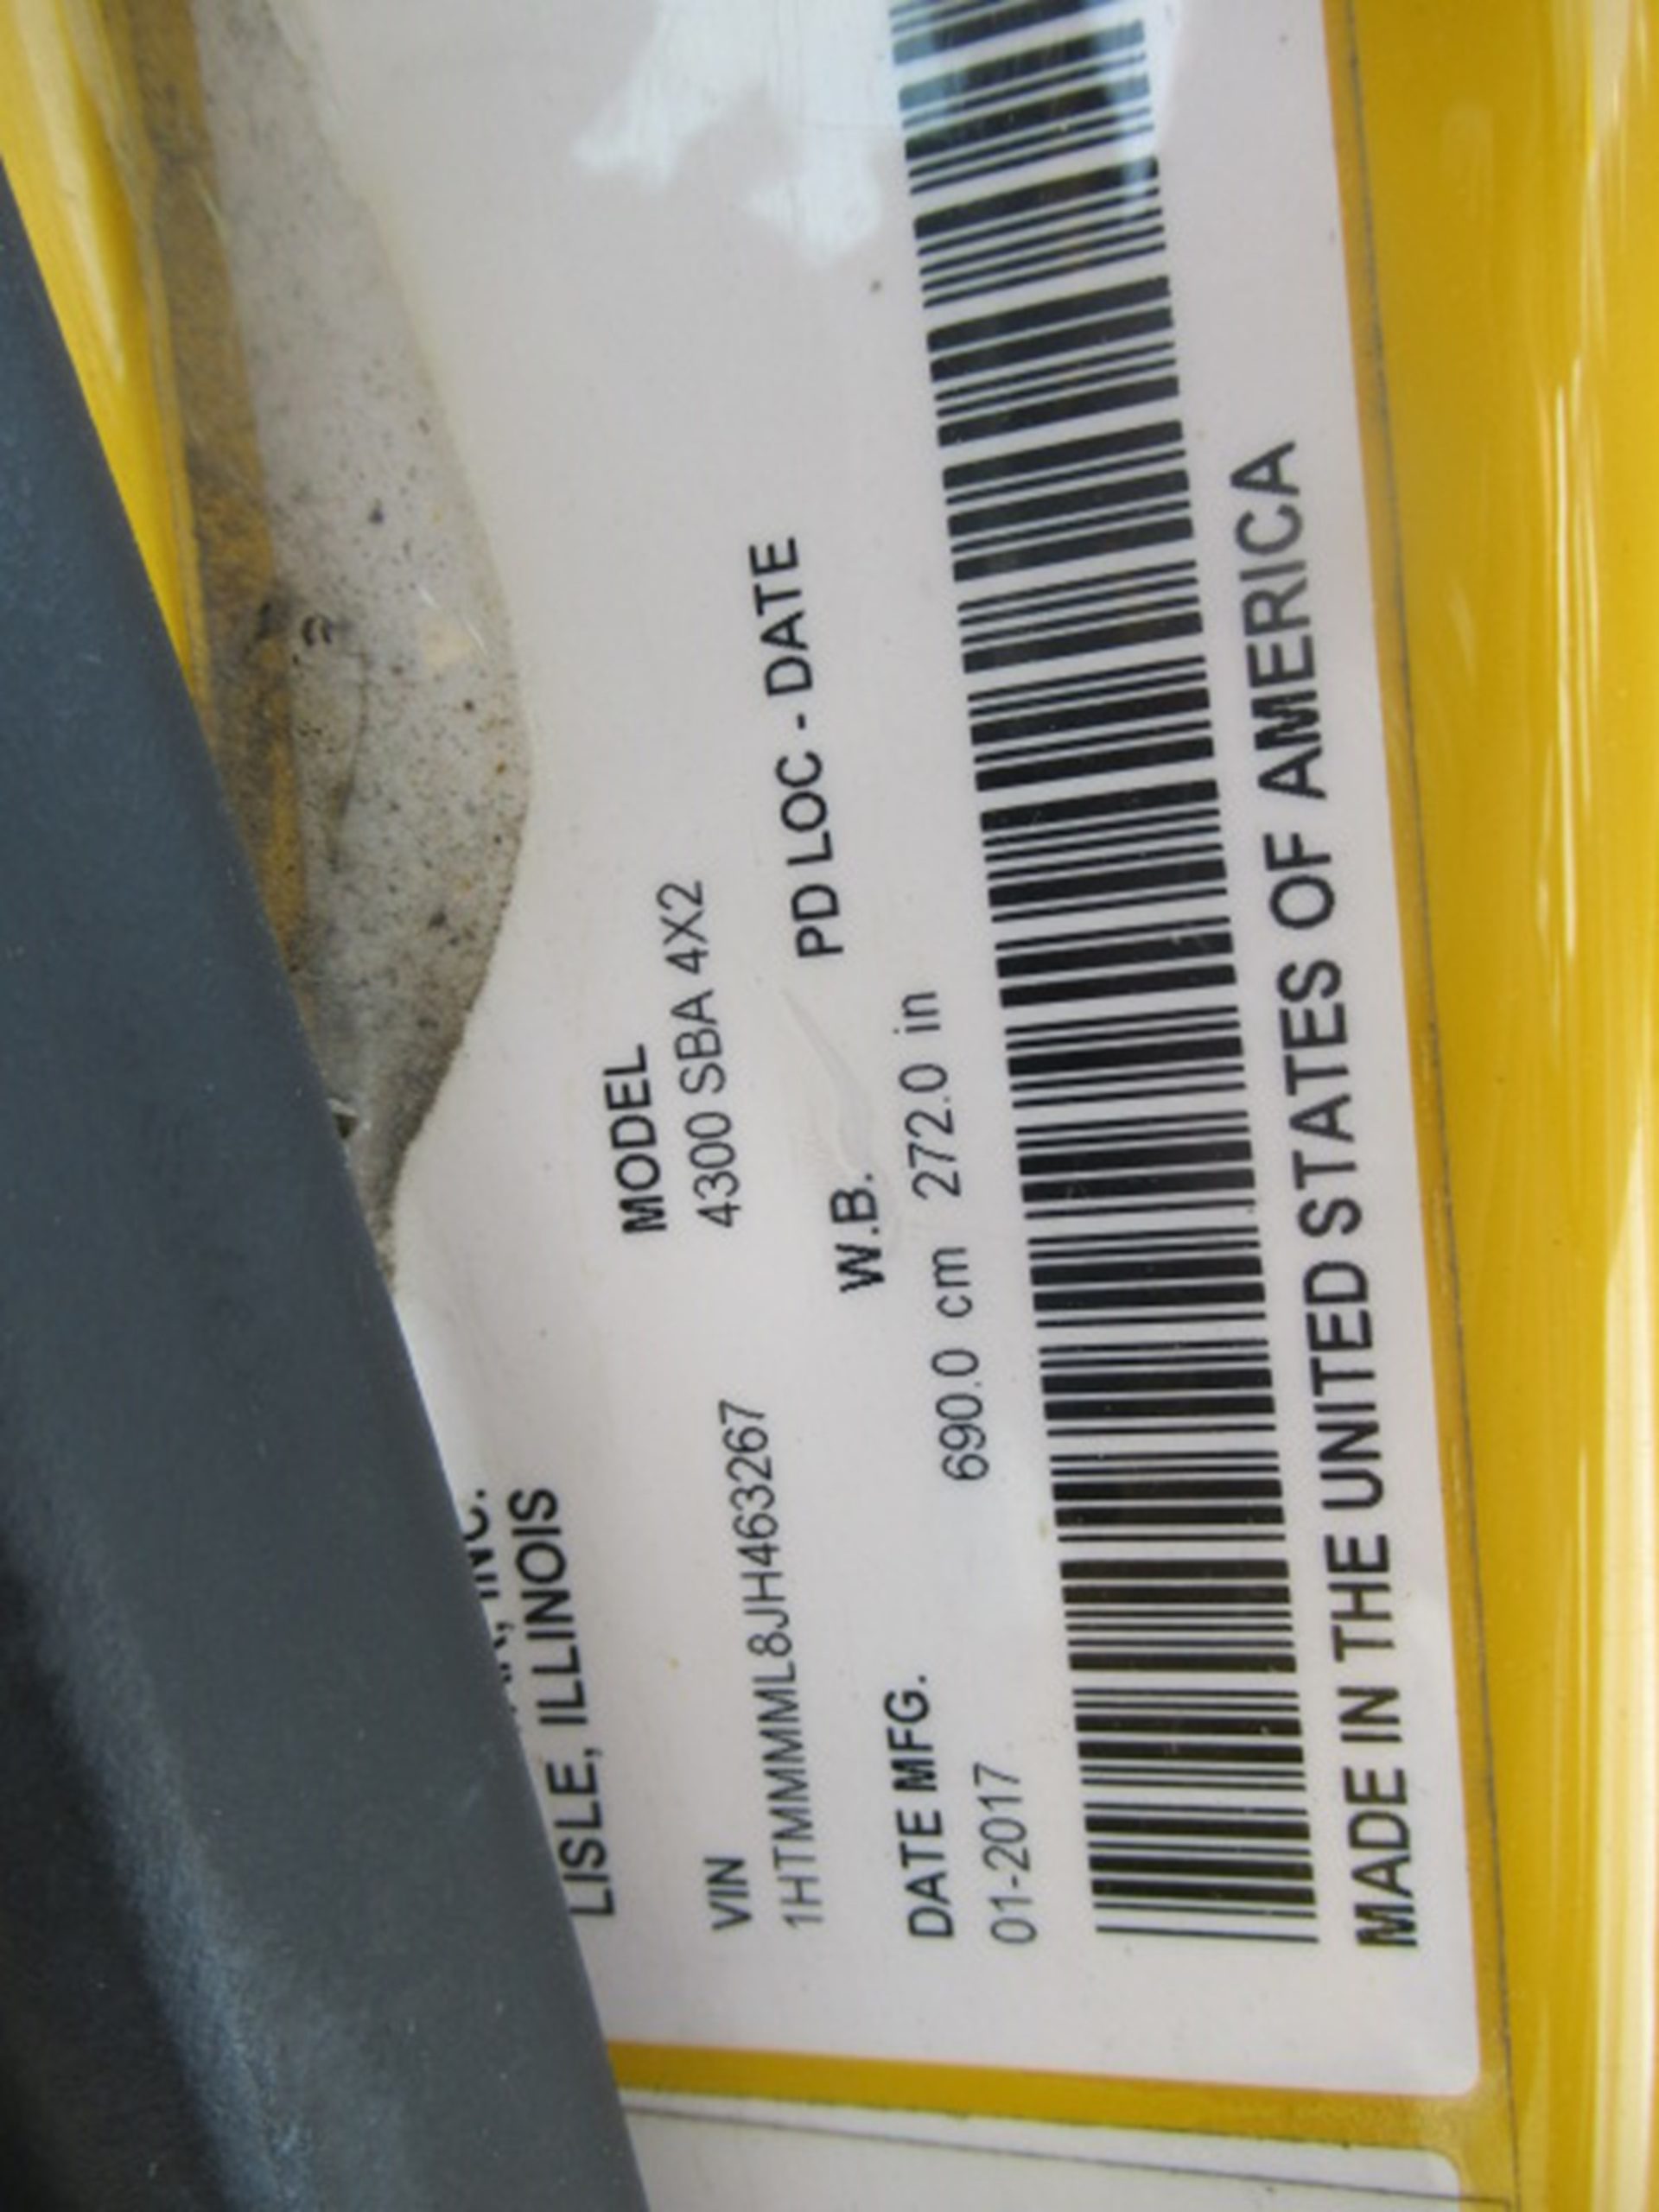 INC.
LISLE, ILLINOIS
VIN MODEL
1HTMMMML8JH463267 4300 SBA 4X2
DATE MFG. W.B. PD LOC - DATE
01-2017 690.0 cm 272.0 in
MADE IN THE UNITED STATES OF AMERICA